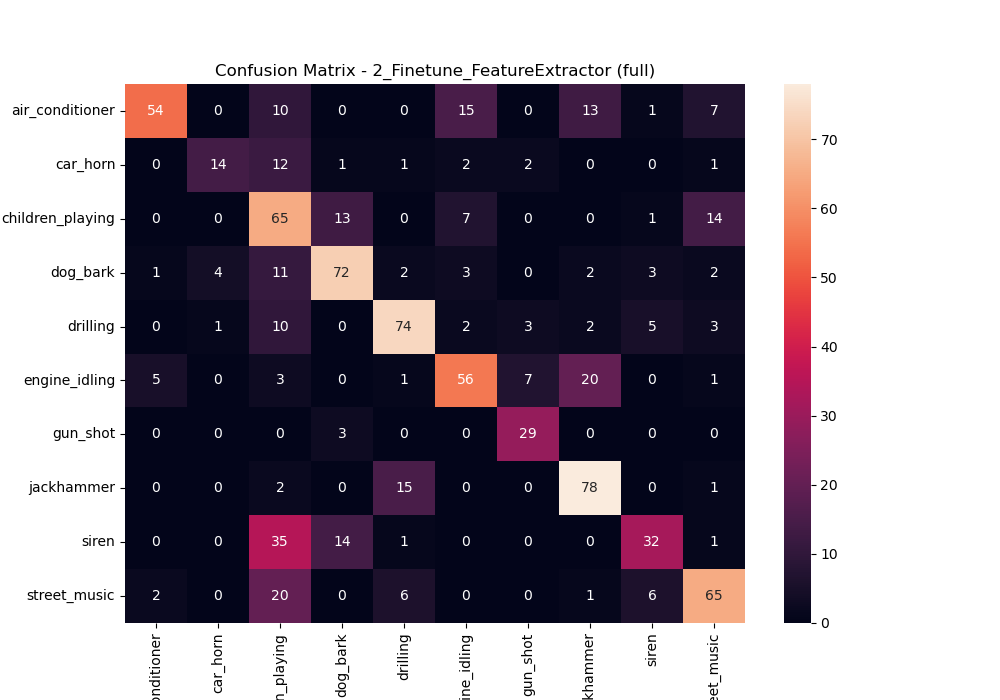 Confusion Matrix - 2_Finetune_FeatureExtractor (full)
air_conditioner 54 0 10 0 0 15 0 13 1 7
car_horn 0 14 12 1 1 2 2 0 0 1
children_playing 0 0 65 13 0 7 0 0 1 14
dog_bark 1 4 11 72 2 3 0 2 3 2
drilling 0 1 10 0 74 2 3 2 5 3
engine_idling 5 0 3 0 1 56 7 20 0 1
gun_shot 0 0 0 3 0 0 29 0 0 0
jackhammer 0 0 2 0 15 0 0 78 0 1
siren 0 0 35 14 1 0 0 0 32 1
street_music 2 0 20 0 6 0 0 1 6 65
onditioner car_horn n_playing dog_bark drilling ne_idling gun_shot khammer siren eet_music
70
60
50
40
30
20
10
0